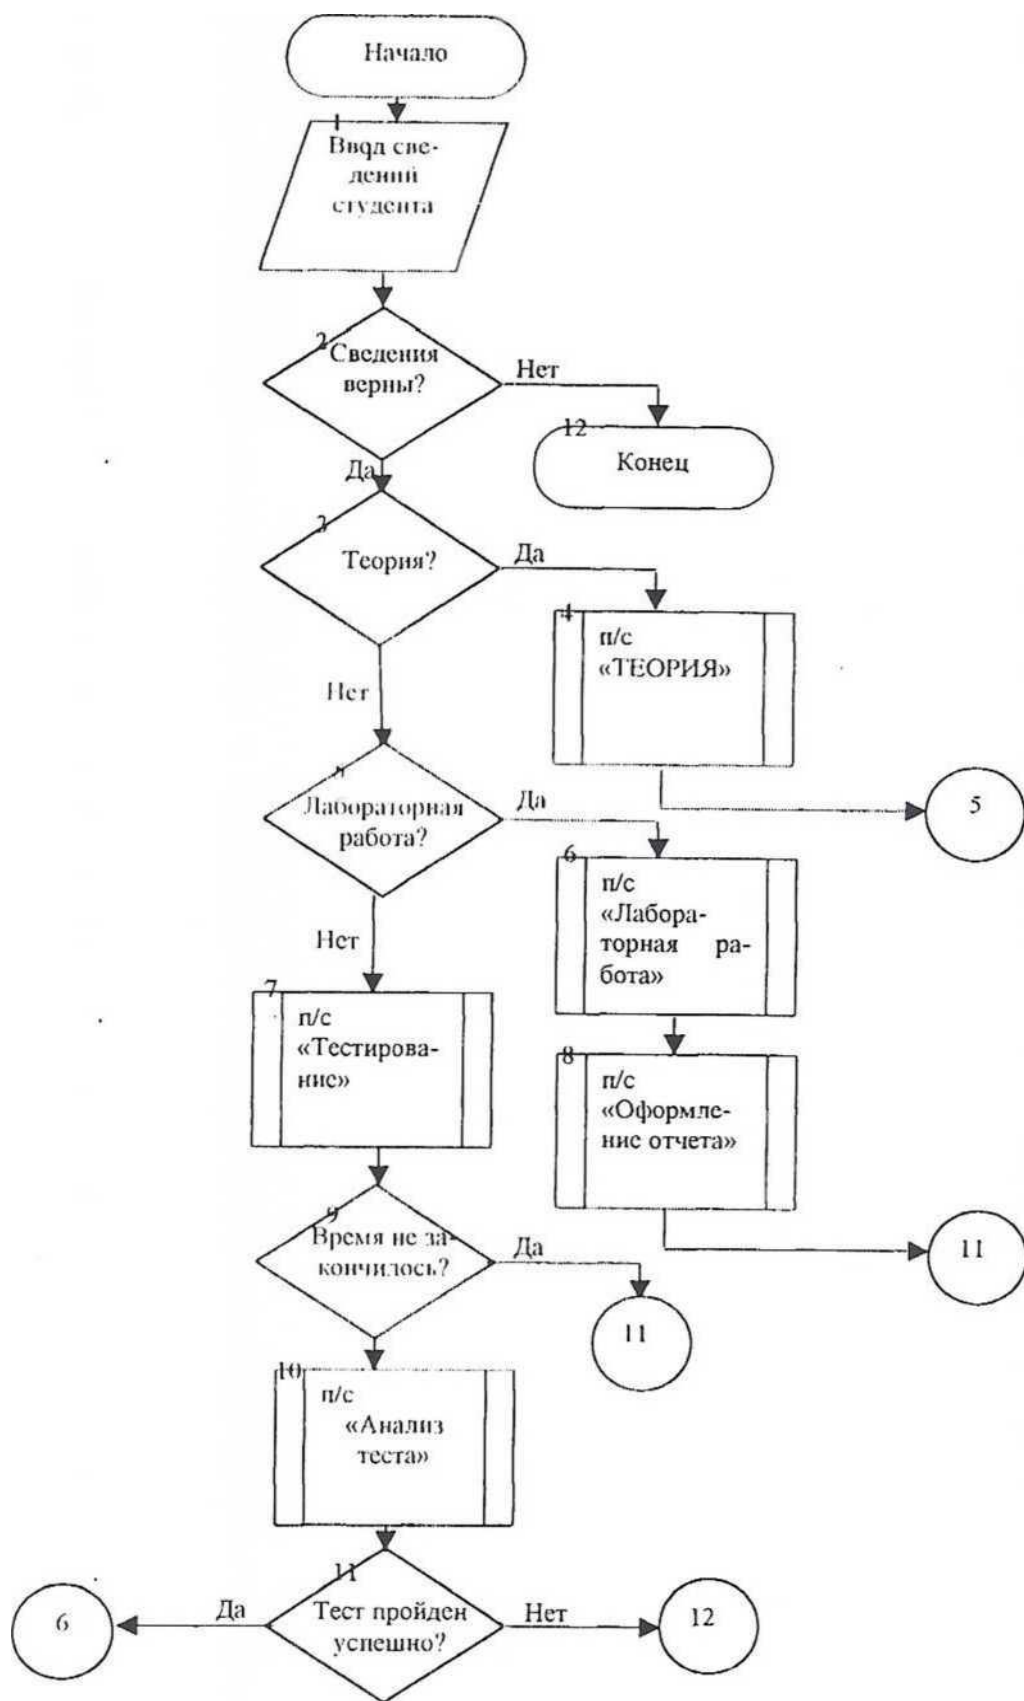 Начало
1
Ввод све-
дений
студента
2
Сведения
верны?
Нет
12
Конец
Да
3
Теория?
Да
4
п/с
«ТЕОРИЯ»
Нет
Лабораторная
работа?
Да
5
6
п/с
«Лабора-
торная ра-
бота»
Нет
7
п/с
«Тестирова-
ние»
8
п/с
«Оформле-
ние отчета»
9
Время не за-
кончилось?
Да
11
11
10
п/с
«Анализ
теста»
11
Тест пройден
успешно?
Да
6
Нет
12